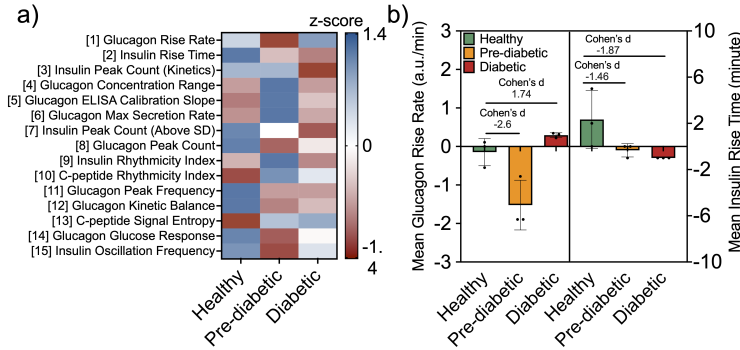 a)
z-score
[1] Glucagon Rise Rate
[2] Insulin Rise Time
[3] Insulin Peak Count (Kinetics)
[4] Glucagon Concentration Range
[5] Glucagon ELISA Calibration Slope
[6] Glucagon Max Secretion Rate
[7] Insulin Peak Count (Above SD)
[8] Glucagon Peak Count
[9] Insulin Rhythmicity Index
[10] C-peptide Rhythmicity Index
[11] Glucagon Peak Frequency
[12] Glucagon Kinetic Balance
[13] C-peptide Signal Entropy
[14] Glucagon Glucose Response
[15] Insulin Oscillation Frequency
Healthy
Pre-diabetic
Diabetic
1.4
0
-1.
4
b)
Mean Glucagon Rise Rate (a.u./min)
3
2
1
0
-1
-2
-3
Healthy
Pre-diabetic
Diabetic
Cohen's d
1.74
Cohen's d
-2.6
Cohen's d
-1.87
Cohen's d
-1.46
Healthy
Pre-diabetic
Diabetic
Healthy
Pre-diabetic
Diabetic
10
6
2
-2
-6
-10
Mean Insulin Rise Time (minute)